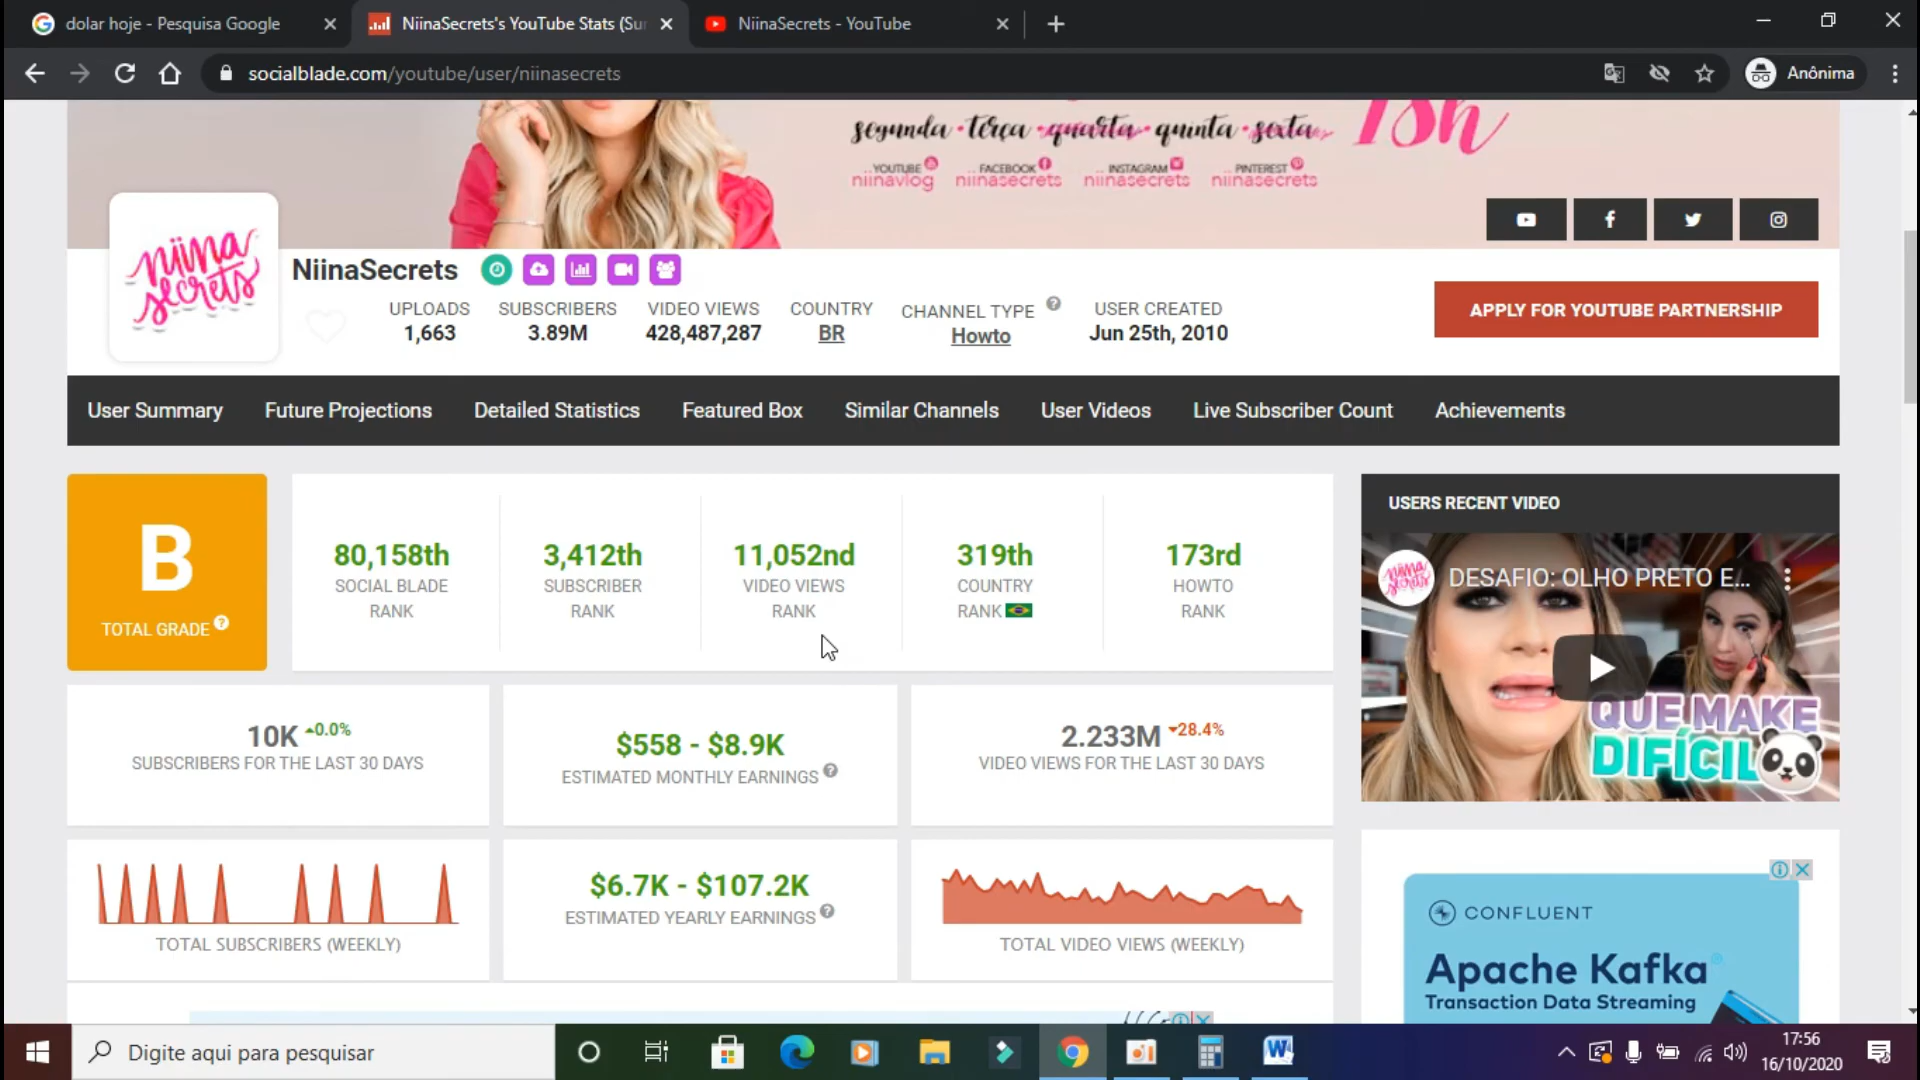 dolar hoje - Pesquisa Google
NiinaSecrets's YouTube Stats (Su
NiinaSecrets - YouTube
socialblade.com/youtube/user/niinasecrets
Anônima
segunda · terça · quarta · quinta · sexta
18h
YOUTUBE
niinavlog
FACEBOOK
niinasecrets
INSTAGRAM
niinasecrets
PINTEREST
niinasecrets
niina
secrets
NiinaSecrets
UPLOADS
1,663
SUBSCRIBERS
3.89M
VIDEO VIEWS
428,487,287
COUNTRY
BR
CHANNEL TYPE
Howto
USER CREATED
Jun 25th, 2010
APPLY FOR YOUTUBE PARTNERSHIP
User Summary
Future Projections
Detailed Statistics
Featured Box
Similar Channels
User Videos
Live Subscriber Count
Achievements
B
TOTAL GRADE
80,158th
SOCIAL BLADE
RANK
3,412th
SUBSCRIBER
RANK
11,052nd
VIDEO VIEWS
RANK
319th
COUNTRY
RANK
173rd
HOWTO
RANK
USERS RECENT VIDEO
niina
secrets
DESAFIO: OLHO PRETO E...
QUE MAKE
DIFÍCIL
10K 0.0%
SUBSCRIBERS FOR THE LAST 30 DAYS
$558 - $8.9K
ESTIMATED MONTHLY EARNINGS
2.233M 28.4%
VIDEO VIEWS FOR THE LAST 30 DAYS
TOTAL SUBSCRIBERS (WEEKLY)
$6.7K - $107.2K
ESTIMATED YEARLY EARNINGS
TOTAL VIDEO VIEWS (WEEKLY)
CONFLUENT
Apache Kafka
Transaction Data Streaming
Digite aqui para pesquisar
17:56
16/10/2020